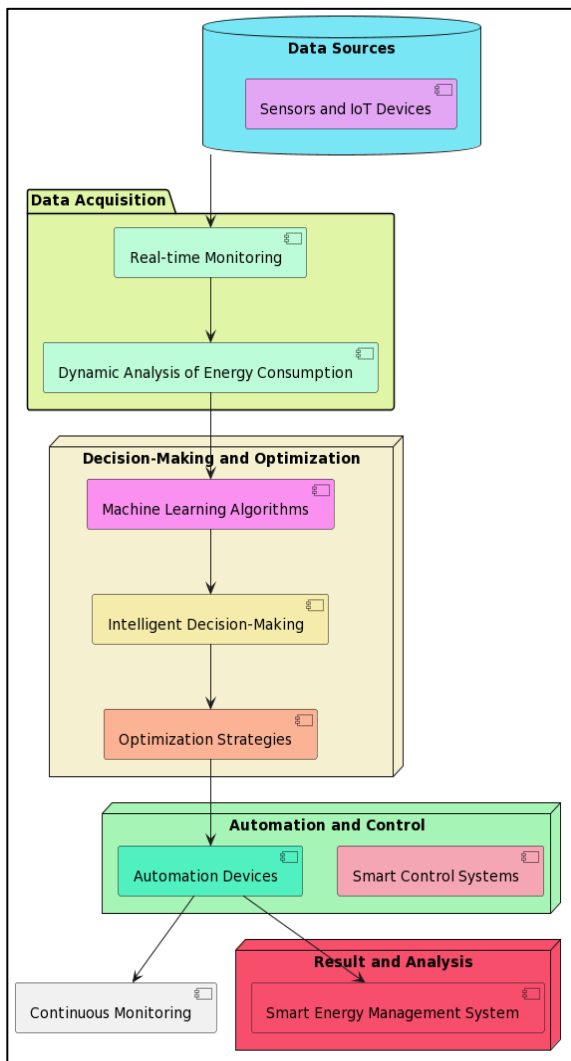 Data Sources
Sensors and IoT Devices
Data Acquisition
Real-time Monitoring
Dynamic Analysis of Energy Consumption
Decision-Making and Optimization
Machine Learning Algorithms
Intelligent Decision-Making
Optimization Strategies
Automation and Control
Automation Devices
Smart Control Systems
Result and Analysis
Continuous Monitoring
Smart Energy Management System